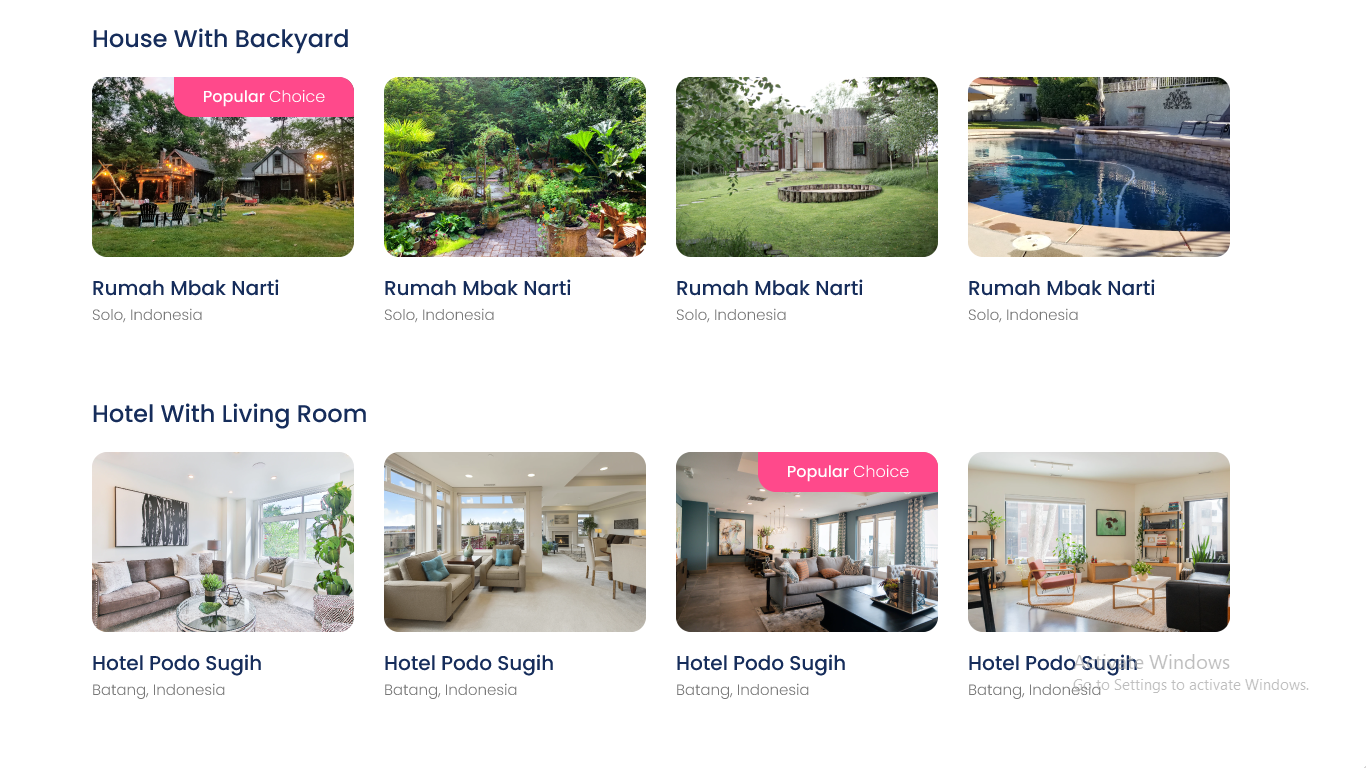 House With Backyard
Popular Choice
Rumah Mbak Narti
Solo, Indonesia
Rumah Mbak Narti
Solo, Indonesia
Rumah Mbak Narti
Solo, Indonesia
Rumah Mbak Narti
Solo, Indonesia
Hotel With Living Room
Popular Choice
Hotel Podo Sugih
Batang, Indonesia
Hotel Podo Sugih
Batang, Indonesia
Hotel Podo Sugih
Batang, Indonesia
Hotel Podo Sugih
Batang, Indonesia
Activate Windows
Go to Settings to activate Windows.